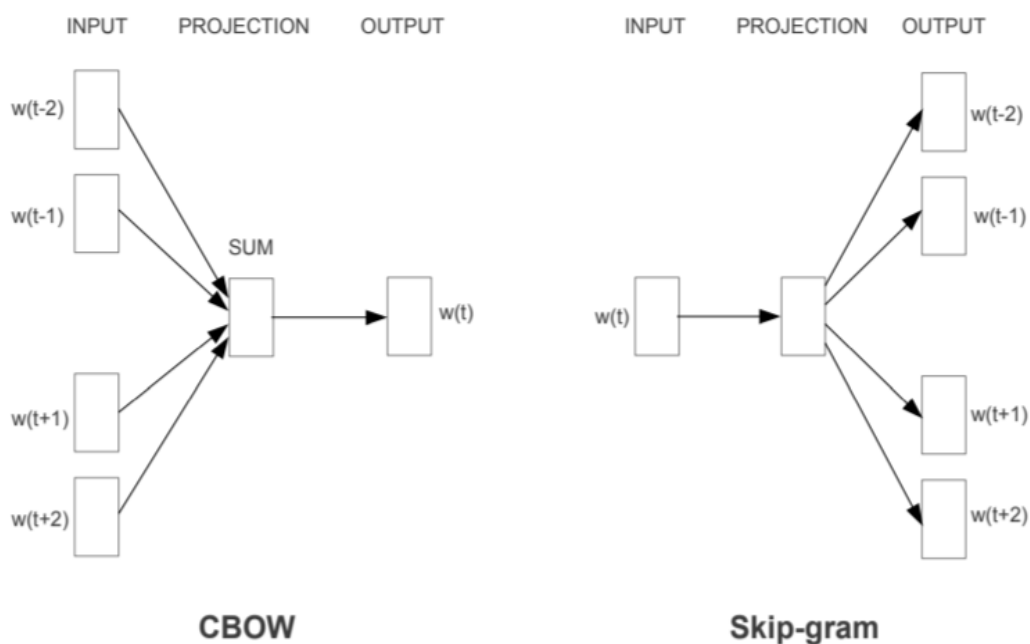 INPUT PROJECTION OUTPUT
w(t-2)
w(t-1)
SUM
w(t)
w(t+1)
w(t+2)
CBOW
INPUT PROJECTION OUTPUT
w(t-2)
w(t-1)
w(t)
w(t+1)
w(t+2)
Skip-gram